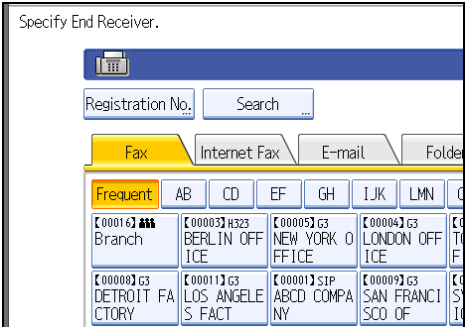 Specify End Receiver.
Registration No.
Search
Fax
Internet Fax
E-mail
Folde
Frequent
AB
CD
EF
GH
IJK
LMN
【00016】
Branch
【00003】H323
BERLIN OFF
ICE
【00005】G3
NEW YORK O
FFICE
【00004】G3
LONDON OFF
ICE
【00008】G3
DETROIT FA
CTORY
【00011】G3
LOS ANGELE
S FACT
【00001】SIP
ABCD COMPA
NY
【00009】G3
SAN FRANCI
SCO OF